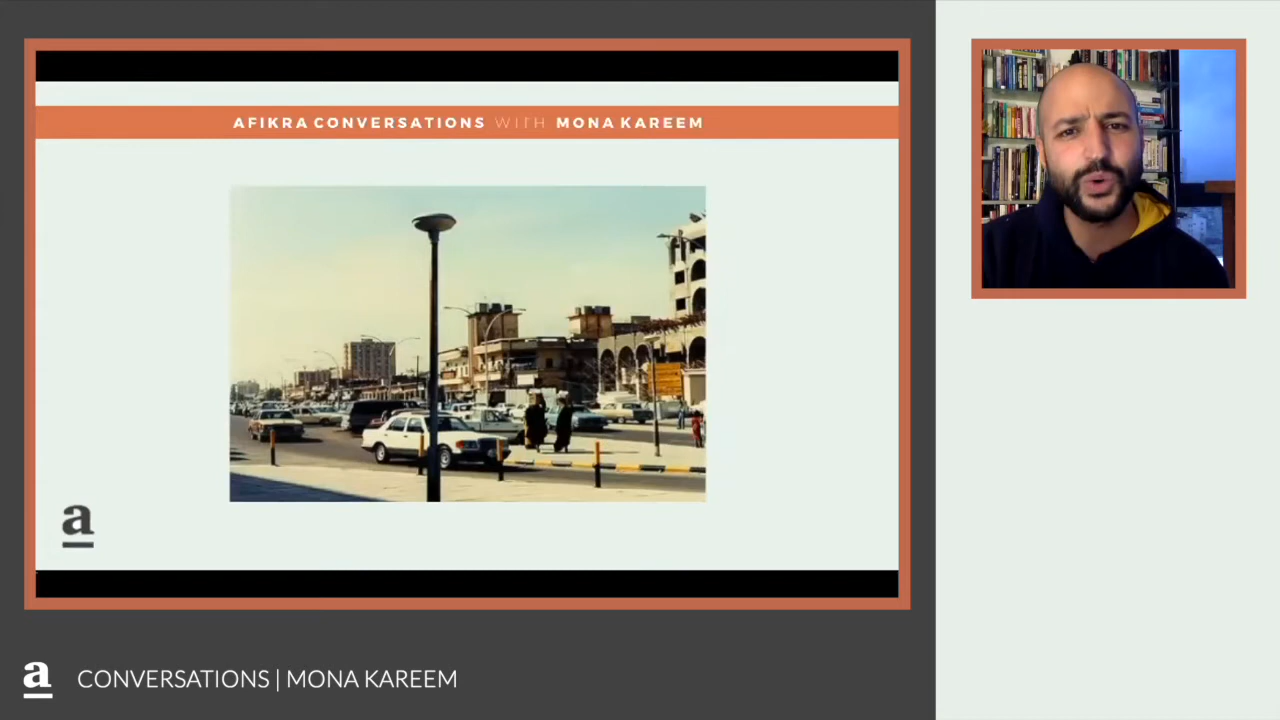 AFIKRA CONVERSATIONS WITH MONA KAREEM
a
a CONVERSATIONS | MONA KAREEM